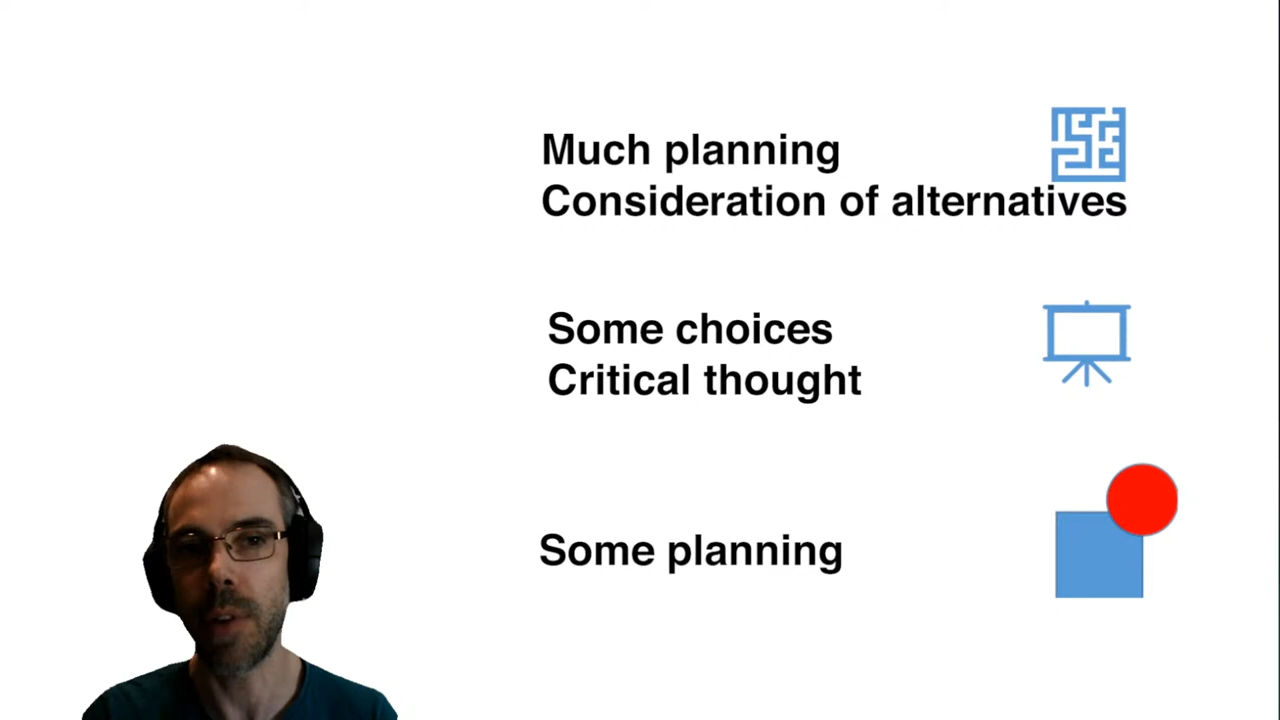 Much planning
Consideration of alternatives
Some choices
Critical thought
Some planning